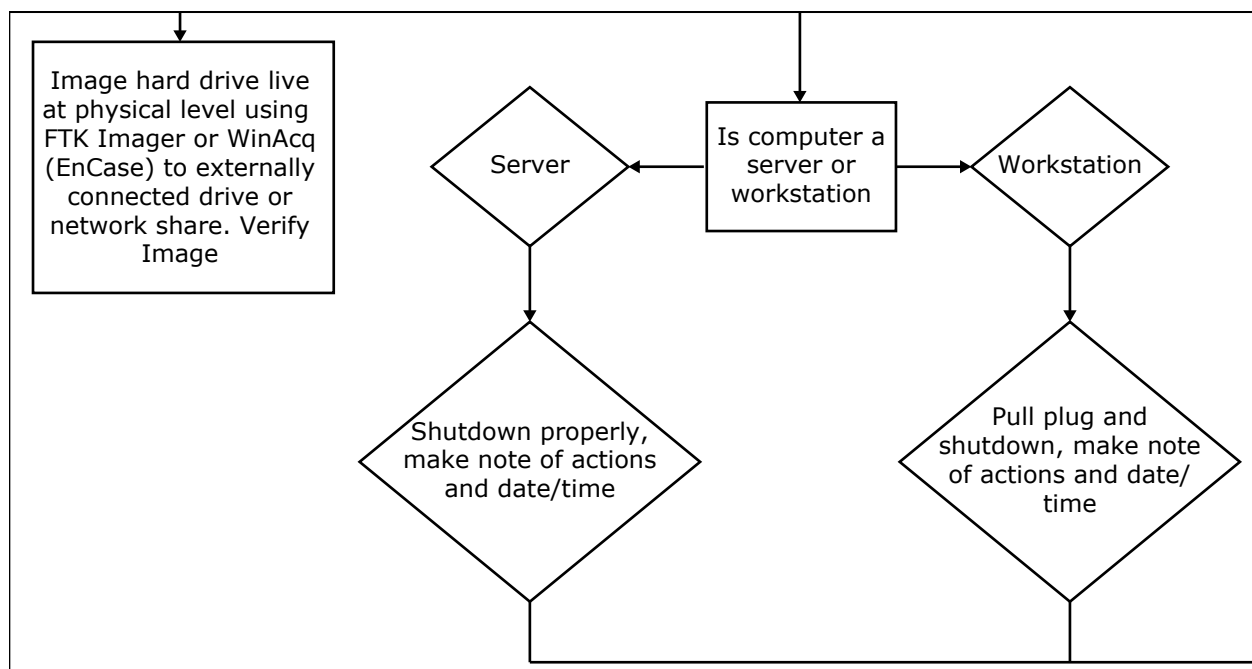 Image hard drive live
at physical level using
FTK Imager or WinAcq
(EnCase) to externally
connected drive or
network share. Verify
Image
Server
Is computer a
server or
workstation
Workstation
Shutdown properly,
make note of actions
and date/time
Pull plug and
shutdown, make note
of actions and date/
time